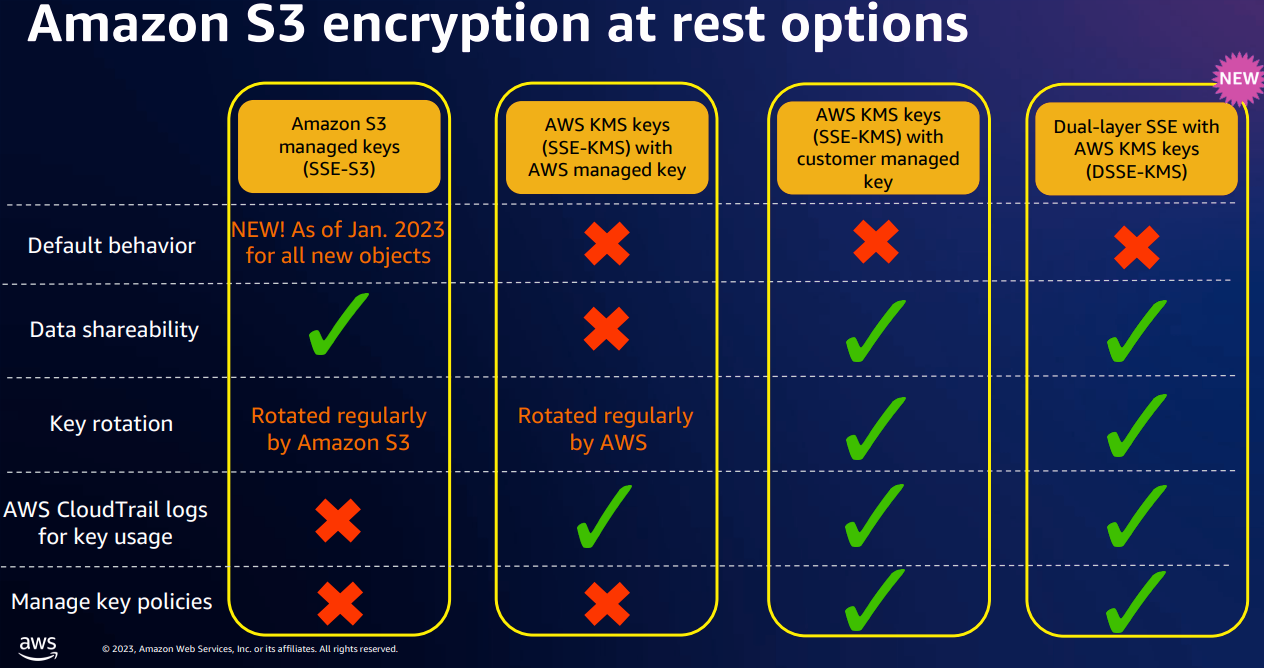 Amazon S3 encryption at rest options
NEW
Amazon S3
managed keys
(SSE-S3)
AWS KMS keys
(SSE-KMS) with
AWS managed key
AWS KMS keys
(SSE-KMS) with
customer managed
key
Dual-layer SSE with
AWS KMS keys
(DSSE-KMS)
Default behavior
NEW! As of Jan. 2023
for all new objects
Data shareability
Key rotation
Rotated regularly
by Amazon S3
Rotated regularly
by AWS
AWS CloudTrail logs
for key usage
Manage key policies
aws
© 2023, Amazon Web Services, Inc. or its affiliates. All rights reserved.